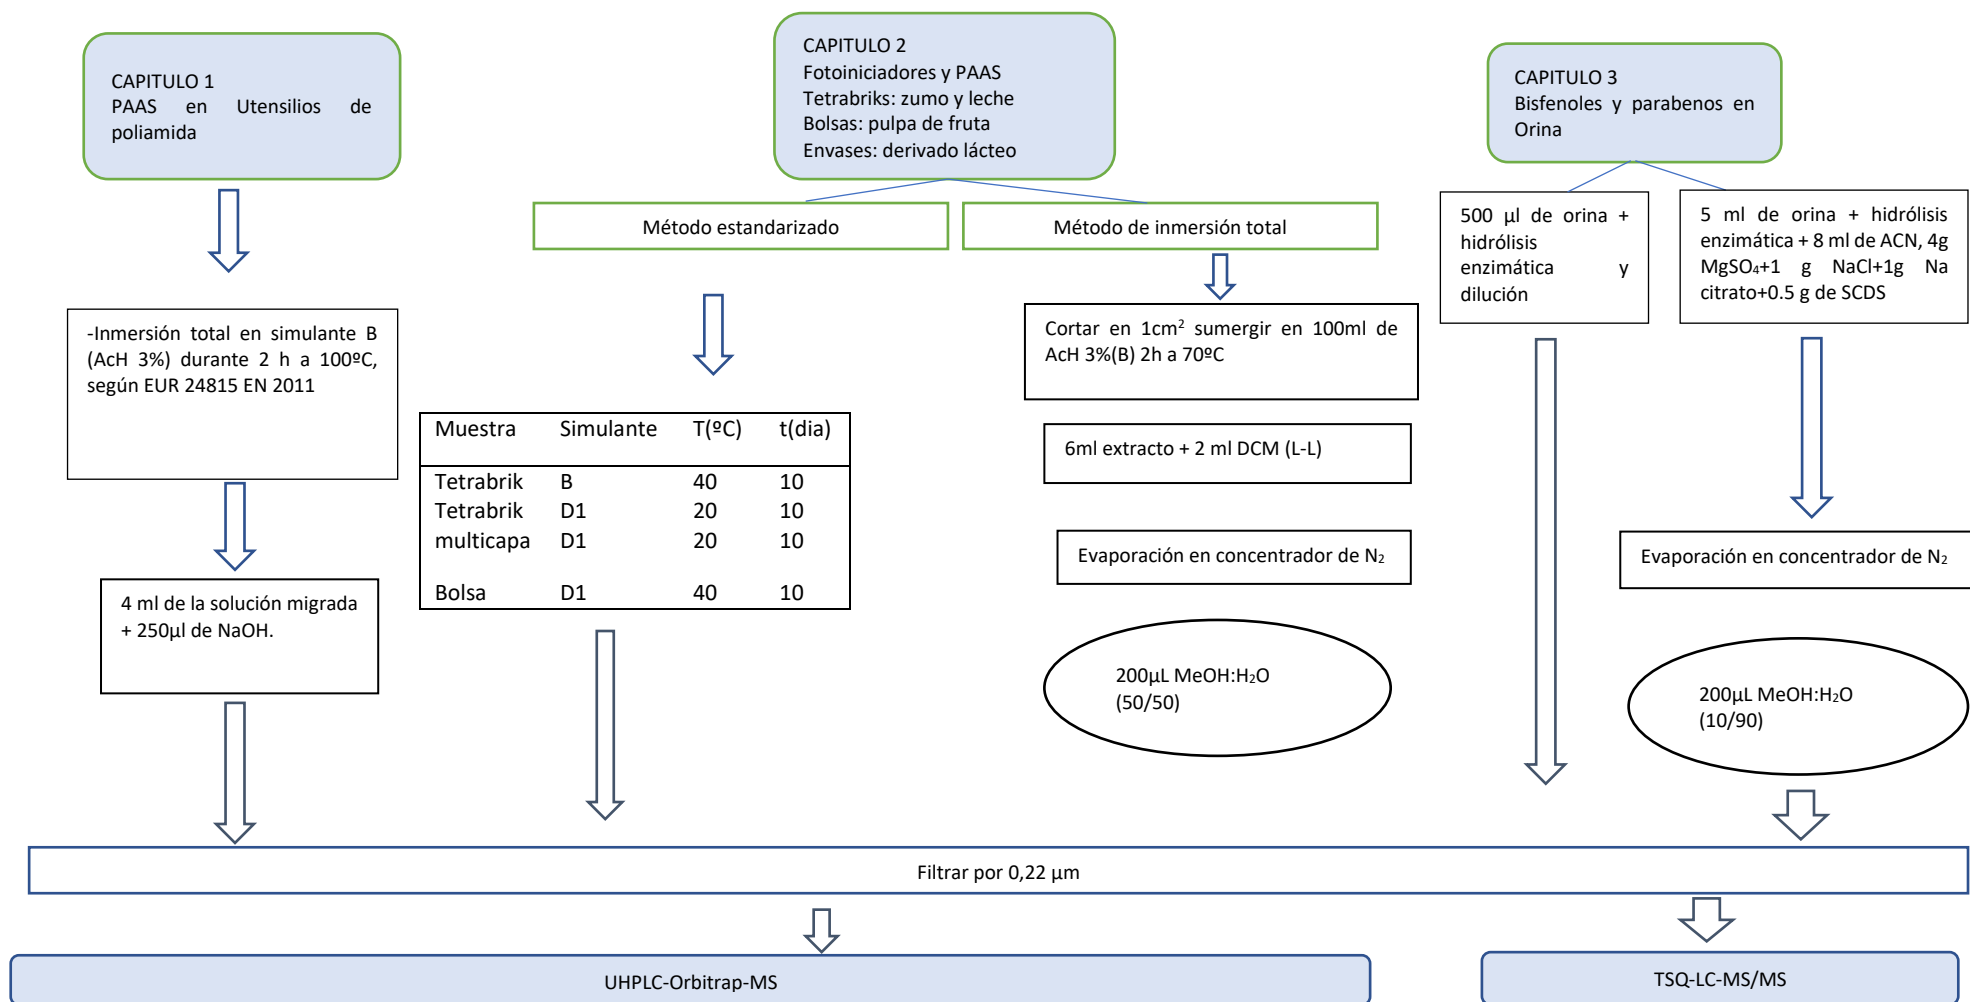 CAPITULO 1
PAAS en Utensilios de
poliamida
CAPITULO 2
Fotoiniciadores y PAAS
Tetrabriks: zumo y leche
Bolsas: pulpa de fruta
Envases: derivado lácteo
CAPITULO 3
Bisfenoles y parabenos en
Orina
Método estandarizado
Método de inmersión total
500 µl de orina +
hidrólisis
enzimática y
dilución
5 ml de orina + hidrólisis
enzimática + 8 ml de ACN, 4g
MgSO₄+1 g NaCl+1g Na
citrato+0.5 g de SCDS
-Inmersión total en simulante B
(AcH 3%) durante 2 h a 100ºC,
según EUR 24815 EN 2011
Cortar en 1cm² sumergir en 100ml de
AcH 3%(B) 2h a 70ºC
Muestra Simulante T(ºC) t(dia)
Tetrabrik B 40 10
Tetrabrik D1 20 10
multicapa D1 20 10
Bolsa D1 40 10
6ml extracto + 2 ml DCM (L-L)
Evaporación en concentrador de N₂
Evaporación en concentrador de N₂
4 ml de la solución migrada
+ 250µl de NaOH.
200µL MeOH:H₂O
(50/50)
200µL MeOH:H₂O
(10/90)
Filtrar por 0,22 µm
UHPLC-Orbitrap-MS
TSQ-LC-MS/MS